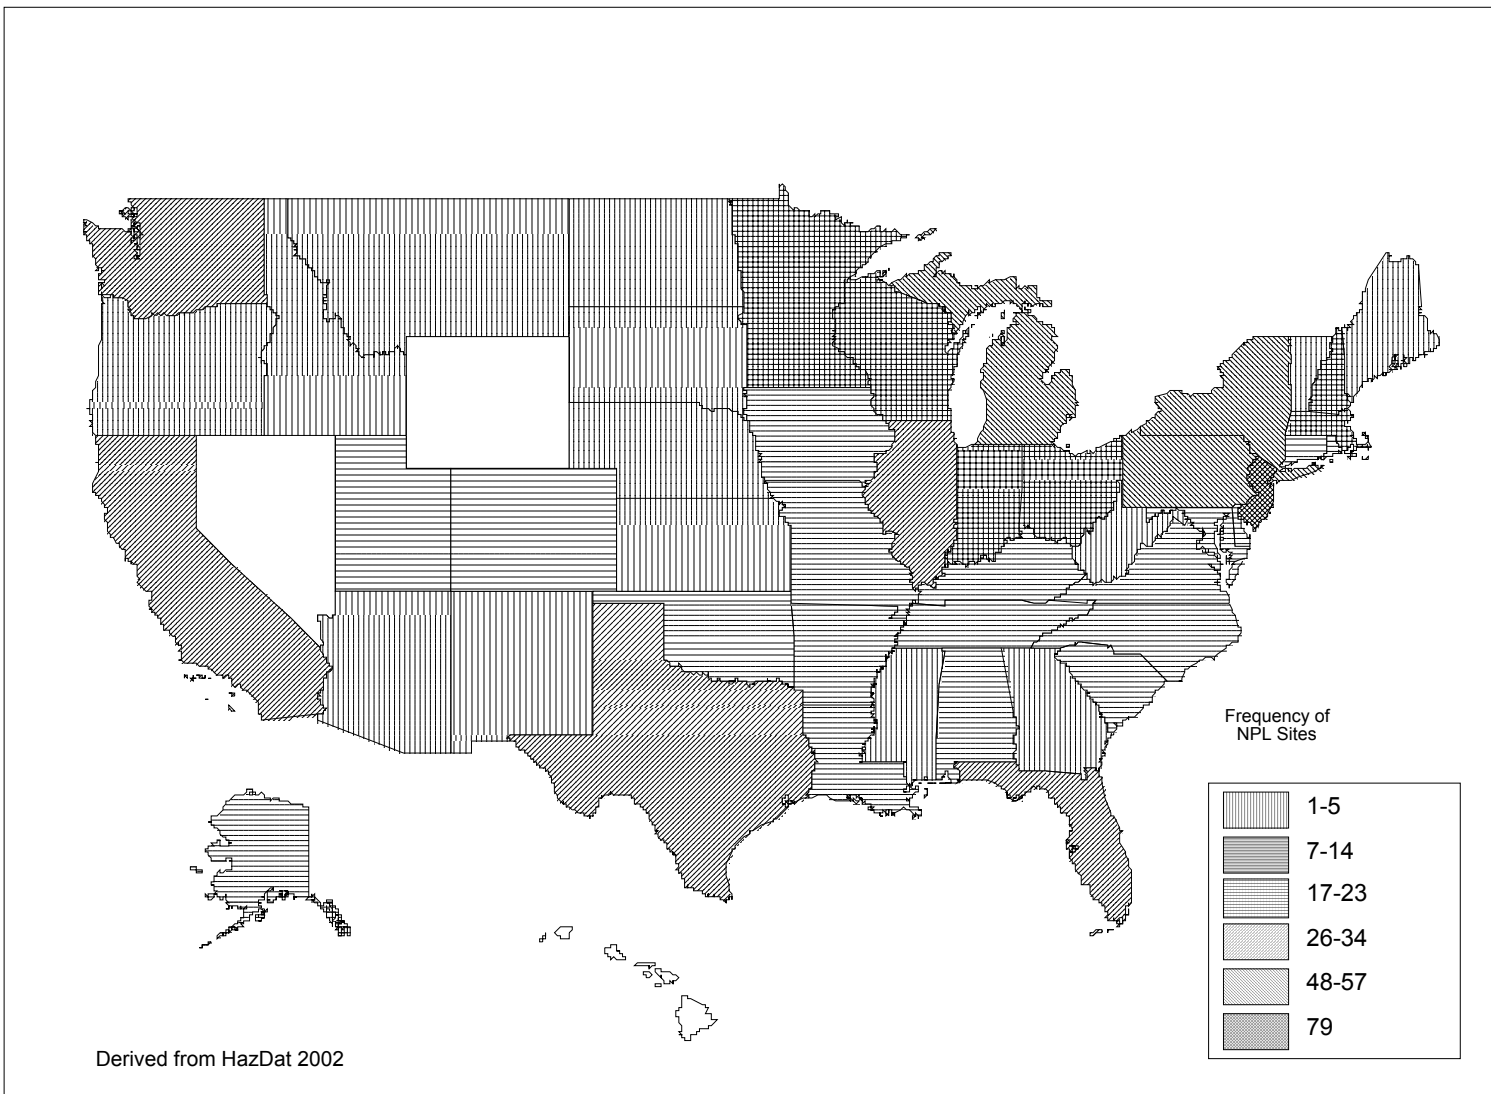 Frequency of
NPL Sites
1-5
7-14
17-23
26-34
48-57
79
Derived from HazDat 2002